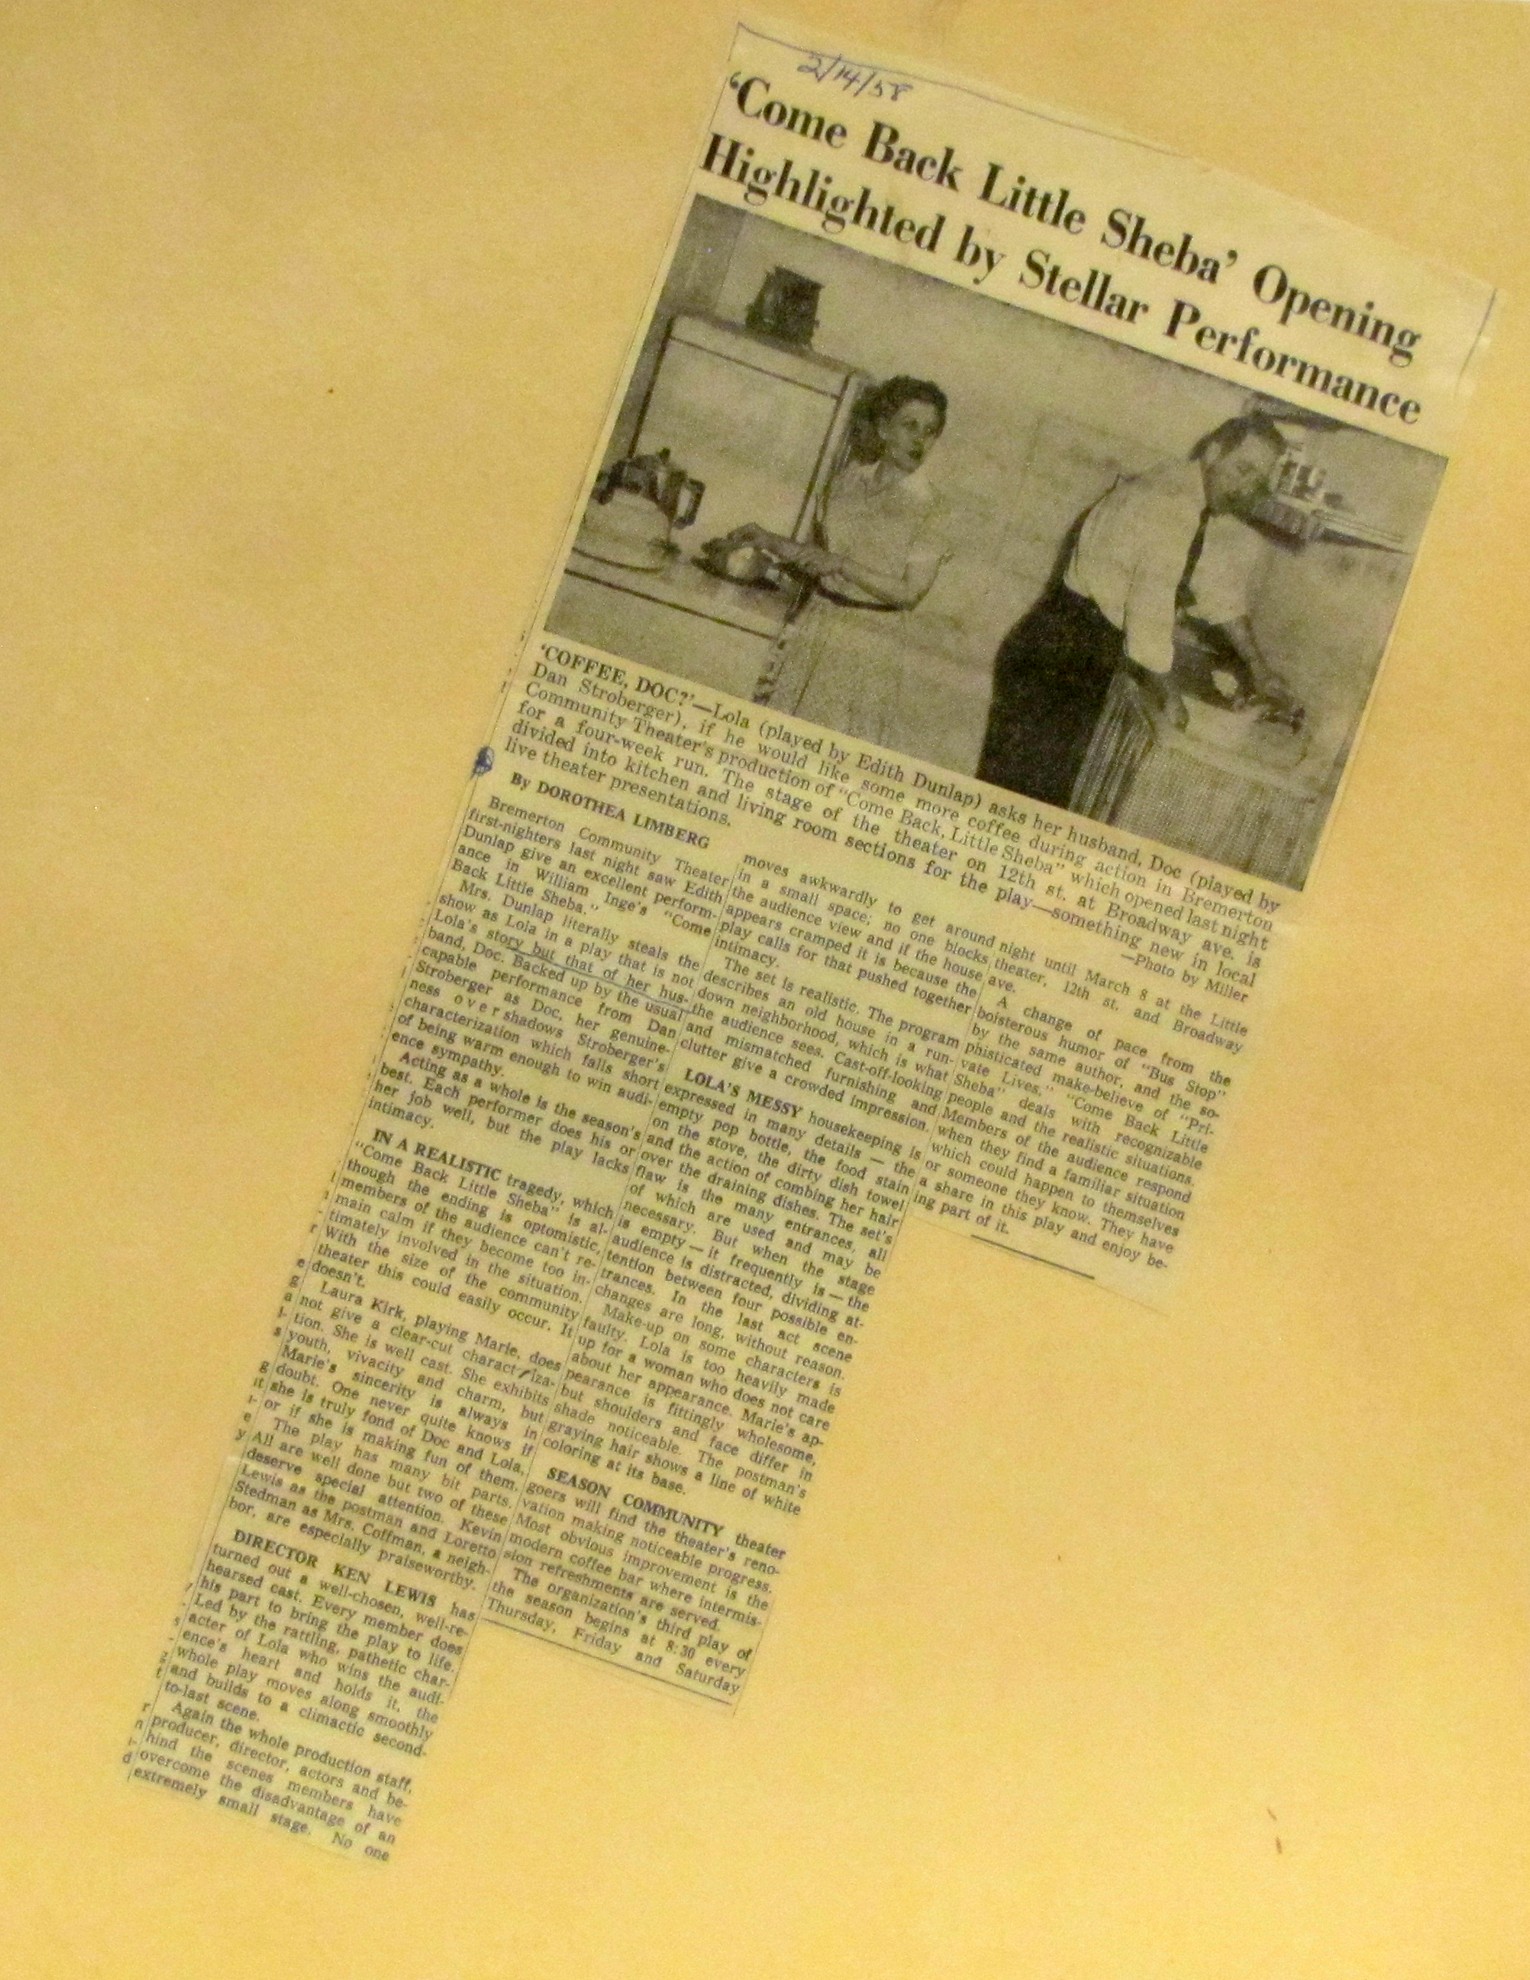 2/14/58
'Come Back Little Sheba' Opening
Highlighted by Stellar Performance
'COFFEE, DOC?'—Lola (played by Edith Dunlap) asks her husband, Doc (played by
Dan Stroberger), if he would like some more coffee during action in Bremerton
Community Theater's production of "Come Back, Little Sheba" which opened last night
for a four-week run. The stage of the theater on 12th st. at Broadway ave. is
divided into kitchen and living room sections for the play—something new in local
live theater presentations.
—Photo by Miller
By DOROTHEA LIMBERG
Bremerton Community Theater
first-nighters last night saw Edith
Dunlap give an excellent perform-
ance in William Inge's "Come
Back Little Sheba."
Mrs. Dunlap literally steals the
show as Lola in a play that is not
Lola's story but that of her hus-
band, Doc. Backed up by the usual
capable performance from Dan
Stroberger as Doc, her genuine-
ness overshadows Stroberger's
characterization which falls short
of being warm enough to win audi-
ence sympathy.
Acting as a whole is the season's
best. Each performer does his or
her job well, but the play lacks
intimacy.
IN A REALISTIC tragedy, which
"Come Back Little Sheba" is al-
though the ending is optomistic,
members of the audience can't re-
main calm if they become too in-
timately involved in the situation.
With the size of the community
theater this could easily occur. It
doesn't.
Laura Kirk, playing Marie, does
not give a clear-cut charact iza-
tion. She is well cast. She exhibits
youth, vivacity and charm, but
Marie's sincerity is always in
doubt. One never quite knows if
she is truly fond of Doc and Lola,
or if she is making fun of them.
The play has many bit parts.
All are well done but two of these
deserve special attention. Kevin
Lewis as the postman and Loretto
Stedman as Mrs. Coffman, a neigh-
bor, are especially praiseworthy.
DIRECTOR KEN LEWIS has
turned out a well-chosen, well-re-
hearsed cast. Every member does
his part to bring the play to life.
Led by the rattling, pathetic char-
acter of Lola who wins the audi-
ence's heart and holds it, the
whole play moves along smoothly
and builds to a climactic second-
to-last scene.
Again the whole production staff,
producer, director, actors and be-
hind the scenes members have
overcome the disadvantage of an
extremely small stage. No one
moves awkwardly to get around
in a small space; no one blocks
the audience view and if the house
appears cramped it is because the
play calls for that pushed together
intimacy.
The set is realistic. The program
describes an old house in a run-
down neighborhood, which is what
the audience sees. Cast-off-looking
and mismatched furnishing and
clutter give a crowded impression.
LOLA'S MESSY housekeeping is
expressed in many details — the
empty pop bottle, the food stain
on the stove, the dirty dish towel
and the action of combing her hair
over the draining dishes. The set's
flaw is the many entrances, all
of which are used and may be
necessary. But when the stage
is empty — it frequently is — the
audience is distracted, dividing at-
tention between four possible en-
trances. In the last act scene
changes are long, without reason.
Make-up on some characters is
faulty. Lola is too heavily made
up for a woman who does not care
about her appearance. Marie's ap-
pearance is fittingly wholesome,
but shoulders and face differ in
shade noticeable. The postman's
graying hair shows a line of white
coloring at its base.
SEASON COMMUNITY theater
goers will find the theater's reno-
vation making noticeable progress.
Most obvious improvement is the
modern coffee bar where intermis-
sion refreshments are served.
The organization's third play of
the season begins at 8:30 every
Thursday, Friday and Saturday
night until March 8 at the Little
theater, 12th st. and Broadway
ave.
A change of pace from the
boisterous humor of "Bus Stop"
by the same author, and the so-
phisticated make-believe of "Pri-
vate Lives," "Come Back Little
Sheba" deals with recognizable
people and the realistic situations.
Members of the audience respond
when they find a familiar situation
which could happen to themselves
or someone they know. They have
a share in this play and enjoy be-
ing part of it.